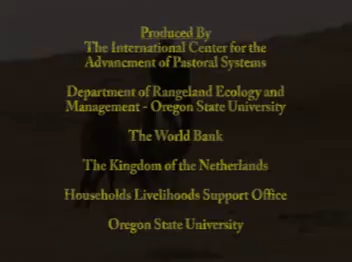 Produced By
The International Center for the
Advancment of Pastoral Systems
Department of Rangeland Ecology and
Management - Oregon State University
The World Bank
The Kingdom of the Netherlands
Households Livelihoods Support Office
Oregon State University